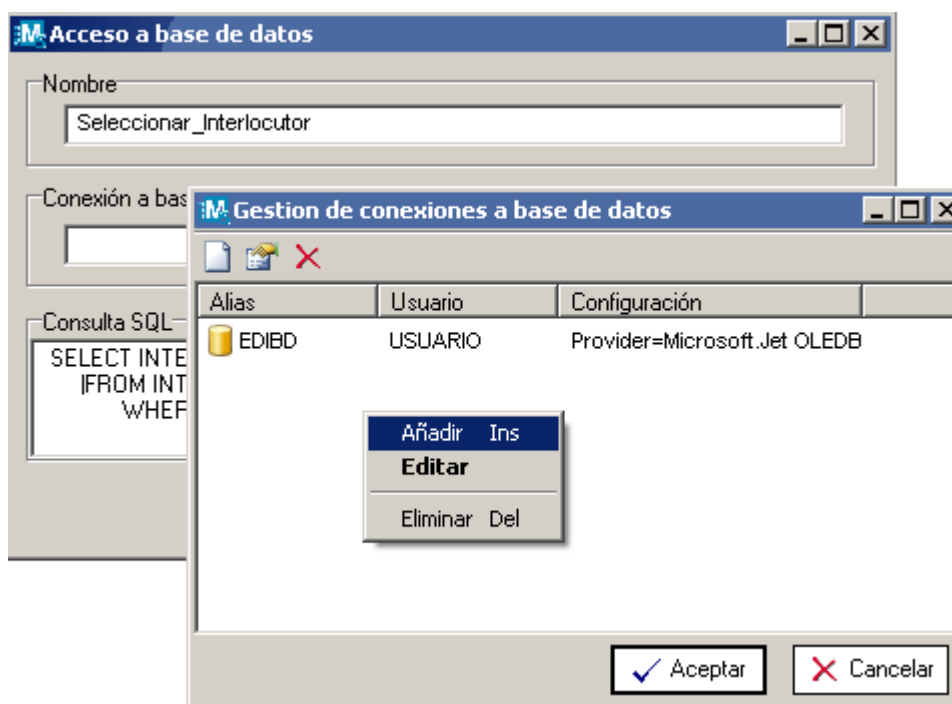 Acceso a base de datos
Nombre
Seleccionar_Interlocutor
Conexión a bas
Gestion de conexiones a base de datos
Alias Usuario Configuración
EDIBD USUARIO Provider=Microsoft.Jet OLEDB
Consulta SQL
SELECT INTE
FROM INT
WHEF
Añadir Ins
Editar
Eliminar Del
Aceptar Cancelar